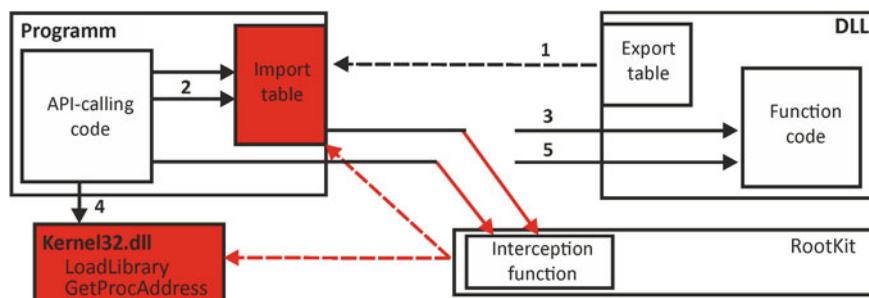 Programm
DLL
API-calling
code
Import
table
Export
table
Function
code
1
2
3
5
4
Kernel32.dll
LoadLibrary
GetProcAddress
Interception
function
RootKit